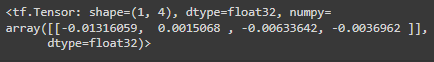 <tf.Tensor: shape=(1, 4), dtype=float32, numpy=
array([[-0.01316059,  0.0015068 , -0.00633642, -0.0036962 ]],
      dtype=float32)>